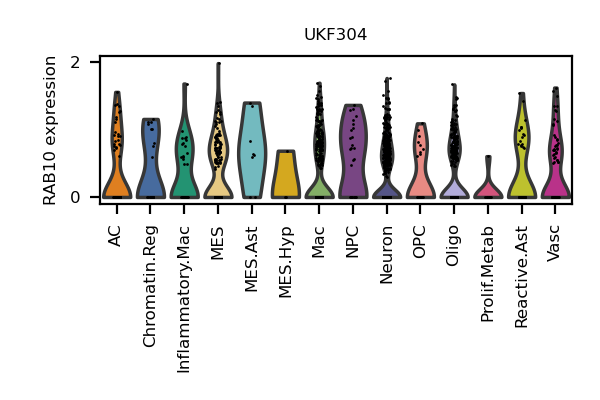 UKF304
RAB10 expression
2
0
AC
Chromatin.Reg
Inflammatory.Mac
MES
MES.Ast
MES.Hyp
Mac
NPC
Neuron
OPC
Oligo
Prolif.Metab
Reactive.Ast
Vasc